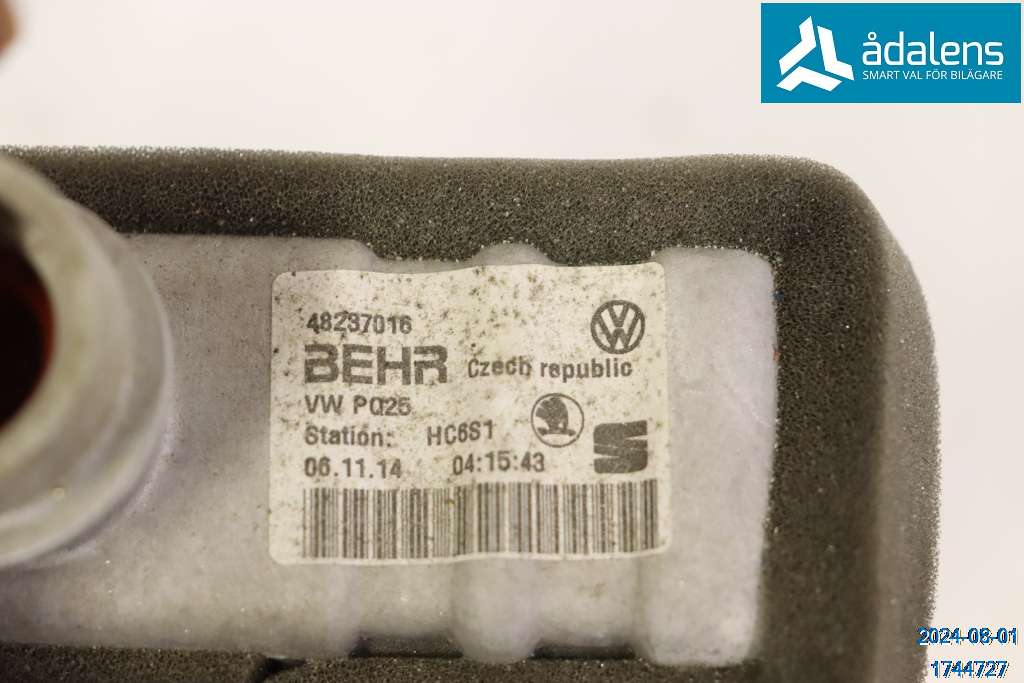 ådalens
SMART VAL FÖR BILÄGARE
48237016
BEHR Czech republic
VW PQ25
Station: HC6S1
06.11.14 04:15:43
2024-08-01
1744727